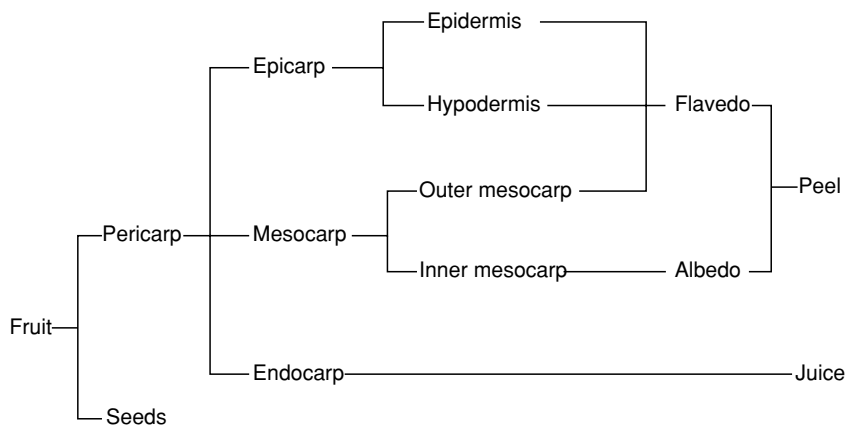 Epidermis
Epicarp
Hypodermis
Flavedo
Outer mesocarp
Peel
Pericarp
Mesocarp
Inner mesocarp
Albedo
Fruit
Endocarp
Juice
Seeds